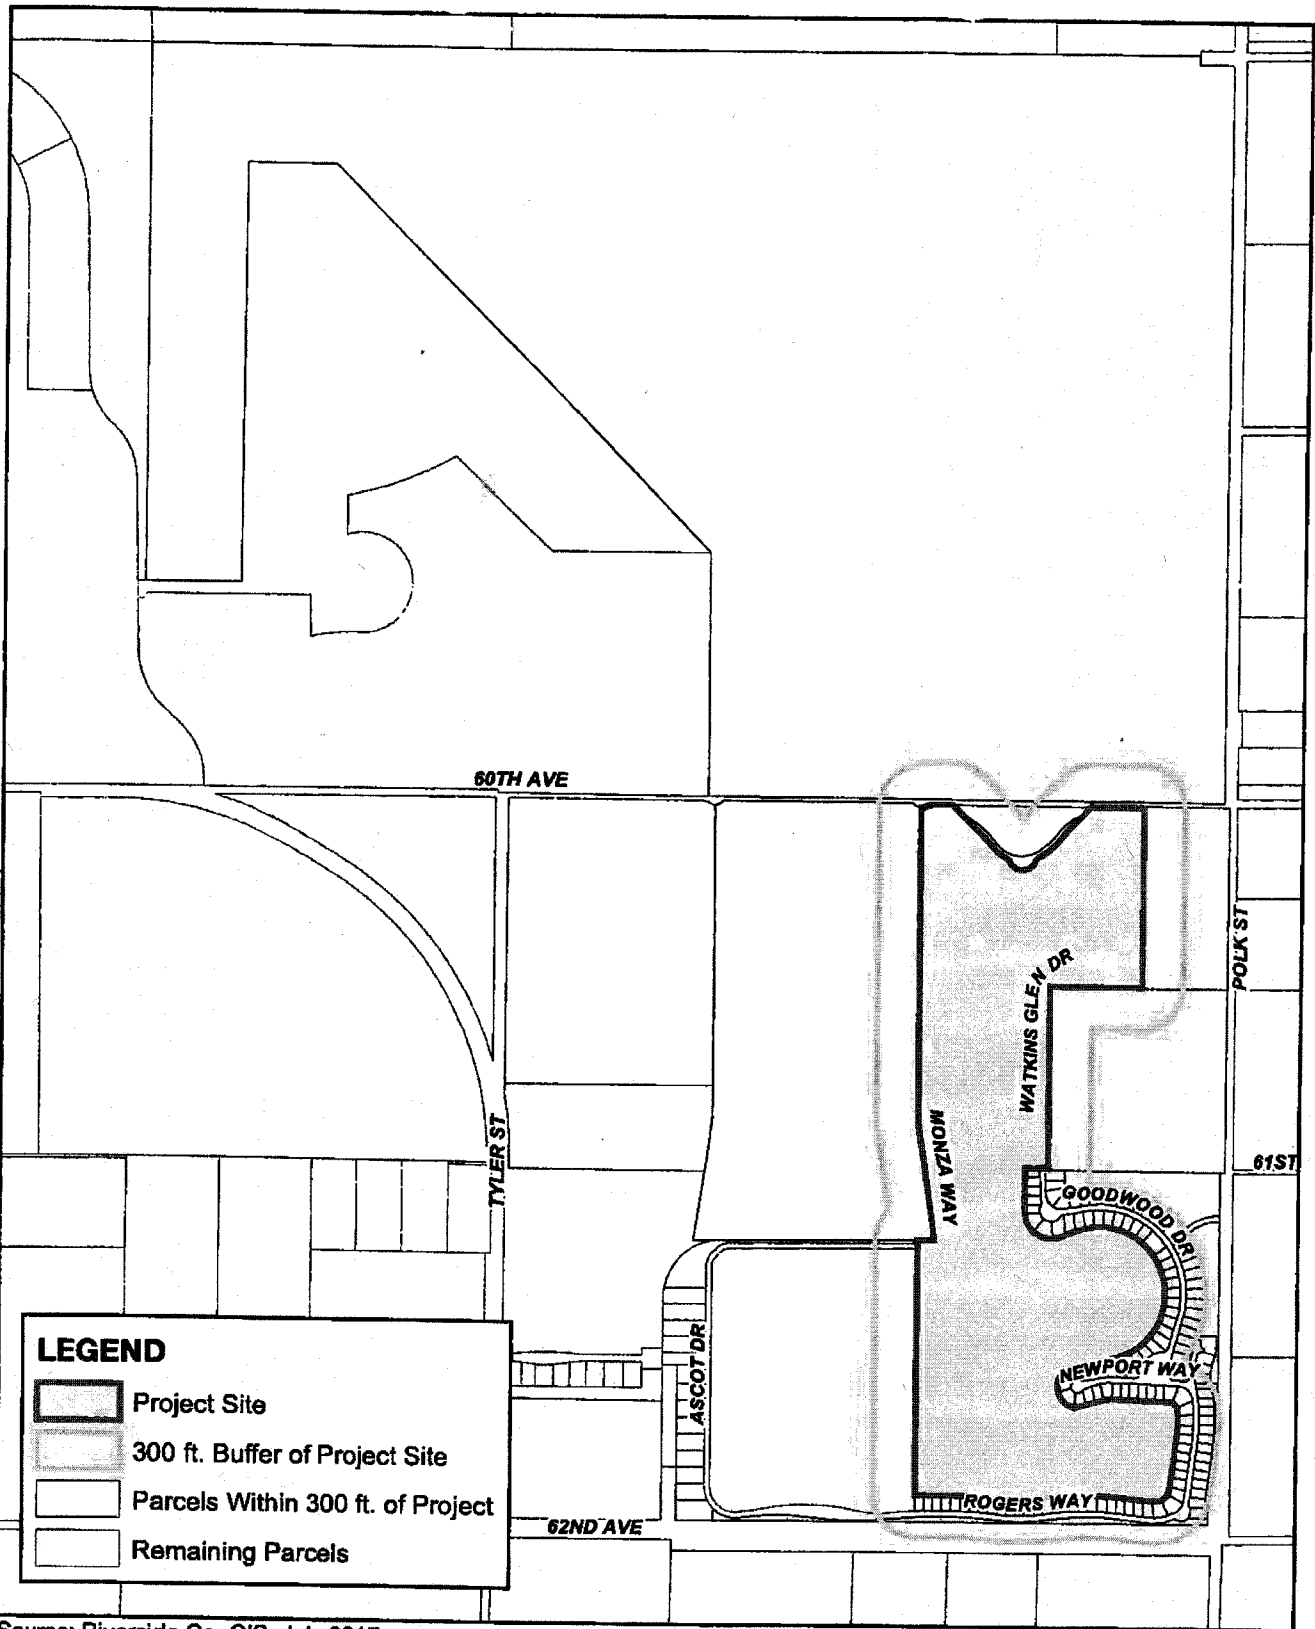 60TH AVE
POLK ST
WATKINS GLEN DR
MONZA WAY
TYLER ST
61ST
GOODWOOD DR
NEWPORT WAY
ASCOT DR
ROGERS WAY
62ND AVE
LEGEND
Project Site
300 ft. Buffer of Project Site
Parcels Within 300 ft. of Project
Remaining Parcels